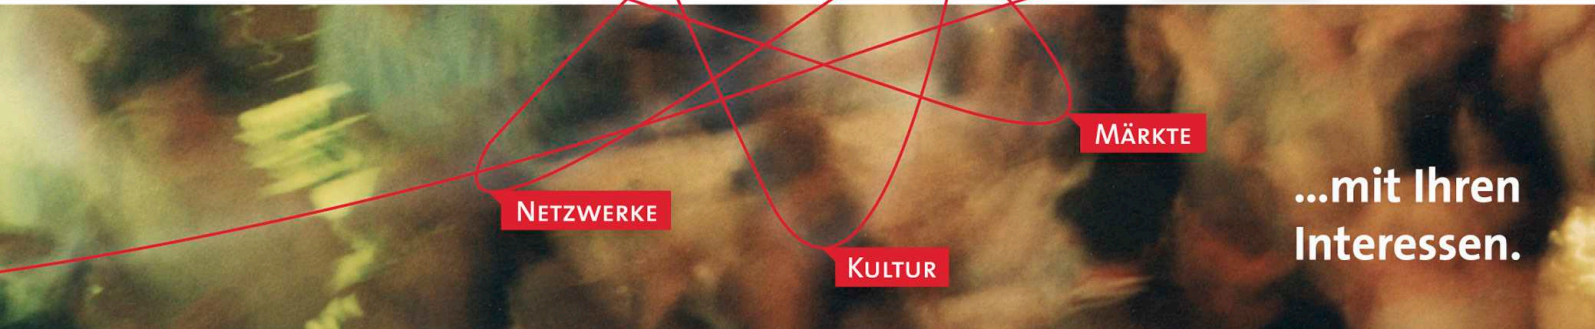 MÄRKTE
NETZWERKE
KULTUR
...mit Ihren
Interessen.